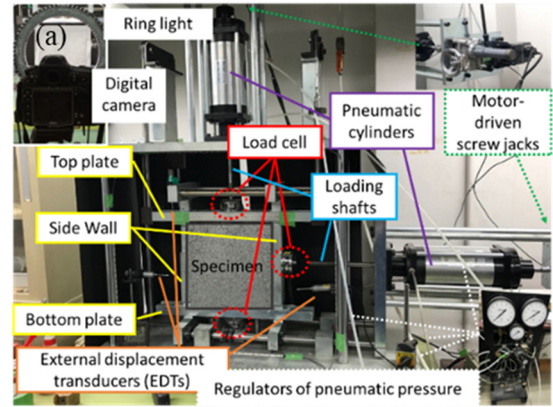 (a)
Ring light
Digital
camera
Pneumatic
cylinders
Motor-
driven
screw jacks
Load cell
Top plate
Loading
shafts
Side Wall
Specimen
Bottom plate
External displacement
transducers (EDTs)
Regulators of pneumatic pressure